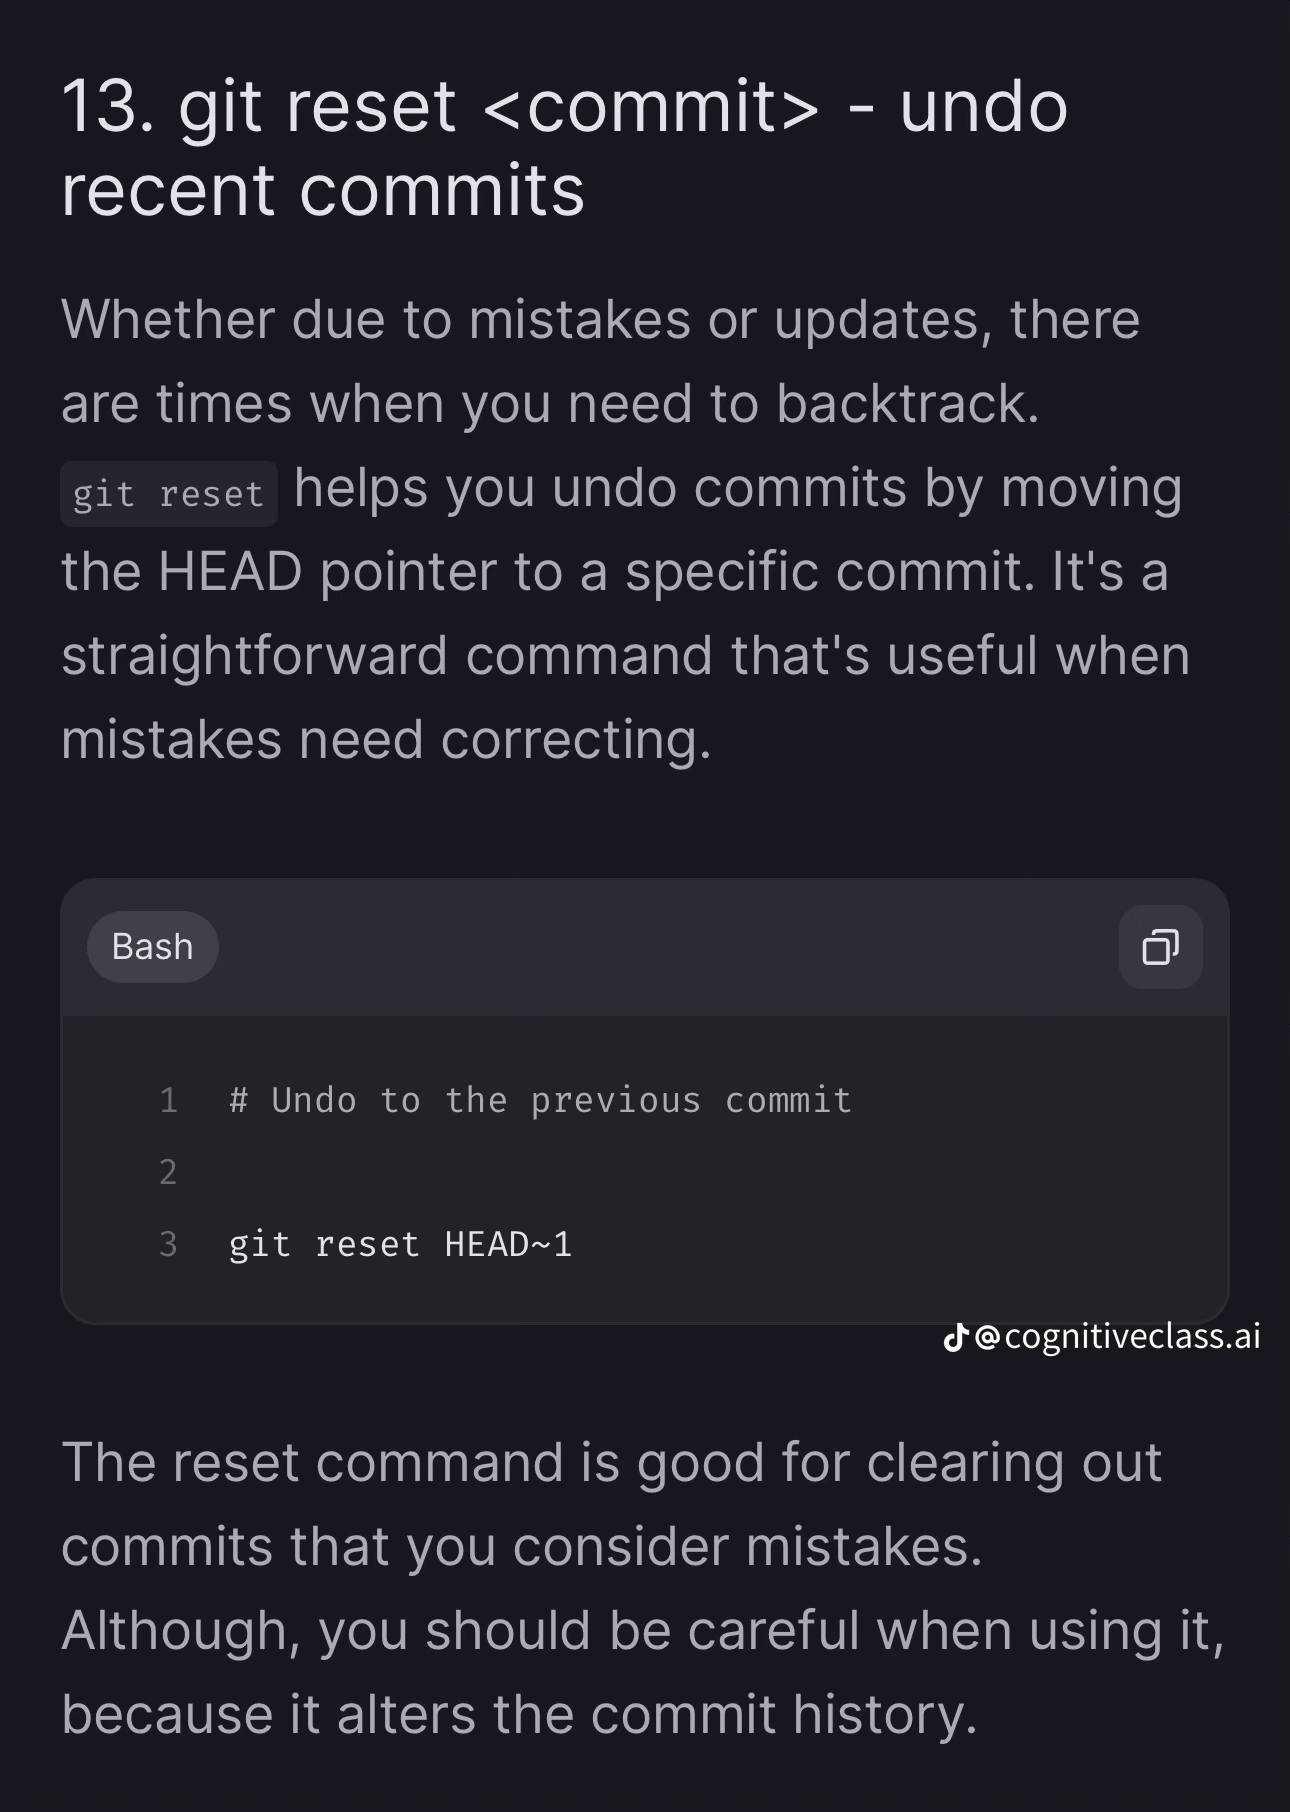 13. git reset <commit> - undo
recent commits
Whether due to mistakes or updates, there
are times when you need to backtrack.
git reset helps you undo commits by moving
the HEAD pointer to a specific commit. It's a
straightforward command that's useful when
mistakes need correcting.
Bash
1 # Undo to the previous commit
2
3 git reset HEAD~1
@cognitiveclass.ai
The reset command is good for clearing out
commits that you consider mistakes.
Although, you should be careful when using it,
because it alters the commit history.